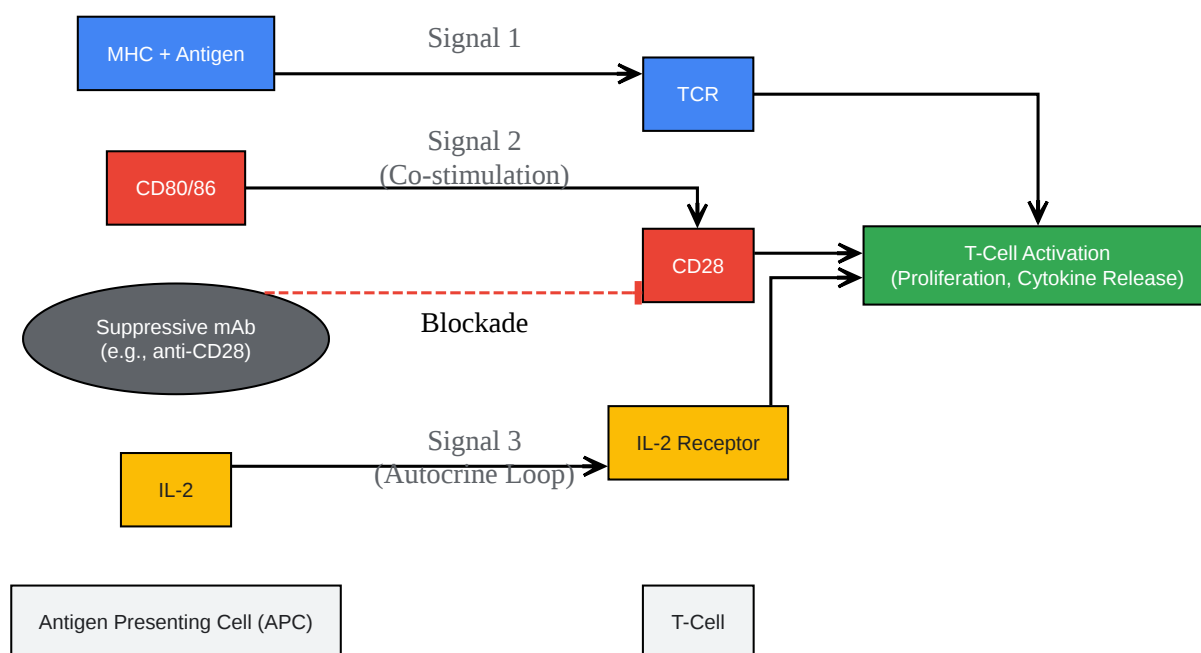 MHC + Antigen
Signal 1
TCR
Signal 2
(Co-stimulation)
CD80/86
CD28
T-Cell Activation
(Proliferation, Cytokine Release)
Suppressive mAb
(e.g., anti-CD28)
Blockade
Signal 3
(Autocrine Loop)
IL-2 Receptor
IL-2
Antigen Presenting Cell (APC)
T-Cell